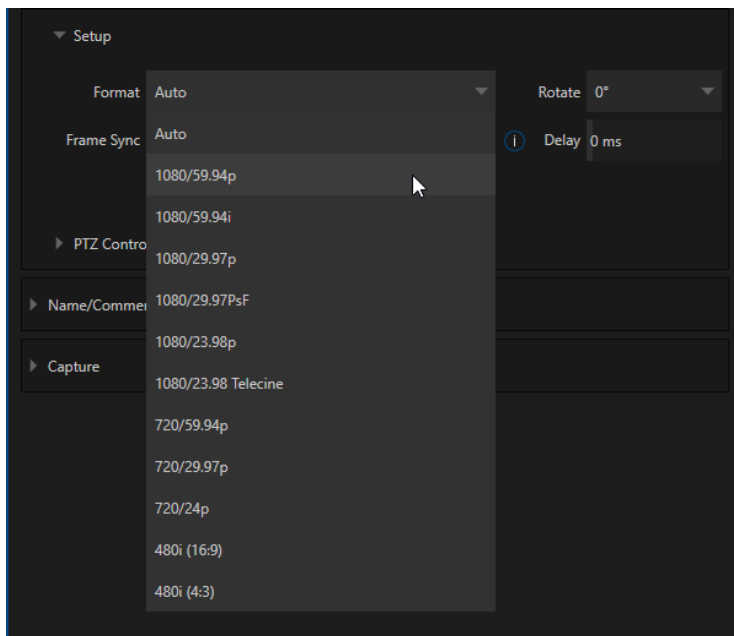 Setup
Format Auto Rotate 0°
Frame Sync Auto Delay 0 ms
1080/59.94p
1080/59.94i
PTZ Contro 1080/29.97p
Name/Commer 1080/29.97PsF
1080/23.98p
Capture 1080/23.98 Telecine
720/59.94p
720/29.97p
720/24p
480i (16:9)
480i (4:3)